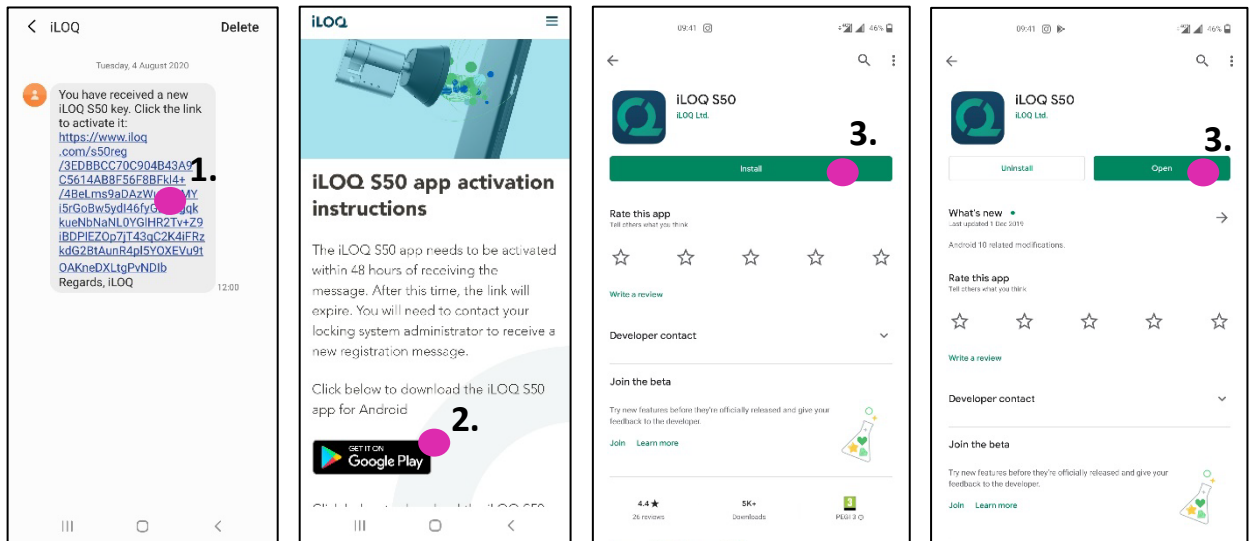 iLOQ
Delete
Tuesday, 4 August 2020
You have received a new
iLOQ S50 key. Click the link
to activate it:
https://www.iloq
.com/s50reg
/3EDBBCC70C904B43A9
C5614AB8F56F8BFkl4+
kueNbNaNL0YGIHR2Tv+Z9
iBDPIEZOp7jT43qC2K4iFRz
kdG2BtAunR4pl5YOXEVu9t
OAKneDXLtgPvNDIb
Regards, iLOQ
12:00
1.
iLOQ
iLOQ S50 app activation
instructions
The iLOQ S50 app needs to be activated
within 48 hours of receiving the
message. After this time, the link will
expire. You will need to contact your
locking system administrator to receive a
new registration message.
Click below to download the iLOQ S50
app for Android
2.
GET IT ON
Google Play
09:41
46%
iLOQ S50
iLOQ Ltd.
3.
Install
Rate this app
Tell others what you think
Write a review
Developer contact
Join the beta
Try new features before they're officially released and give your
feedback to the developer.
Join Learn more
4.4★ 5K+ 3
26 reviews Downloads PEGI 3
09:41
46%
iLOQ S50
iLOQ Ltd.
3.
Uninstall Open
What's new •
Last updated 1 Dec 2019
Android 10 related modifications.
Rate this app
Tell others what you think
Write a review
Developer contact
Join the beta
Try new features before they're officially released and give your
feedback to the developer.
Join Learn more